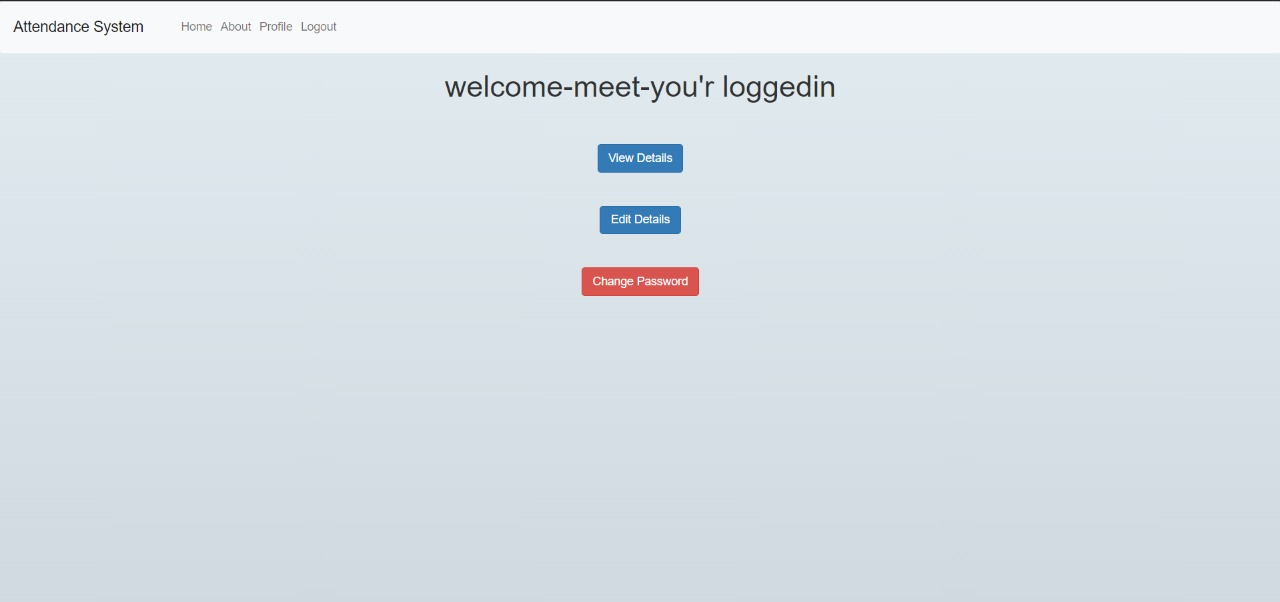 Attendance System Home About Profile Logout
welcome-meet-you'r loggedin
View Details
Edit Details
Change Password